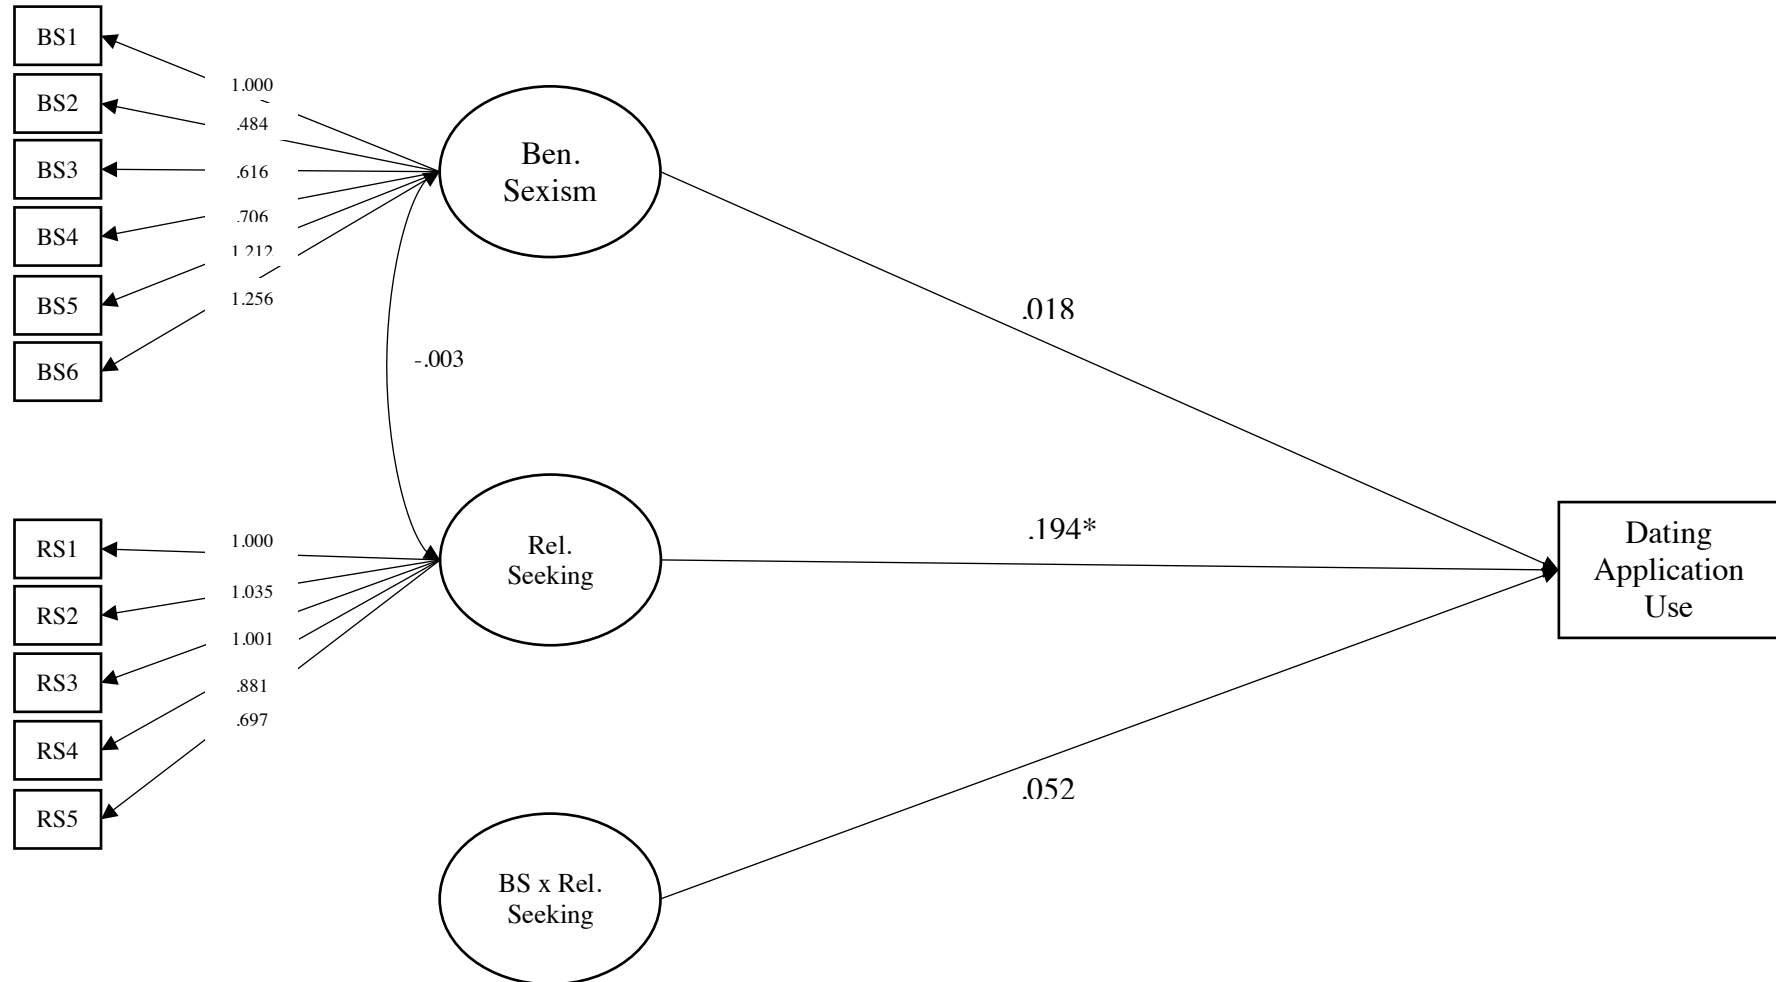 BS1
BS2
BS3
BS4
BS5
BS6
1.000
.484
.616
.706
1.212
1.256
Ben.
Sexism
.018
-.003
RS1
RS2
RS3
RS4
RS5
1.000
1.035
1.001
.881
.697
Rel.
Seeking
.194*
Dating
Application
Use
.052
BS x Rel.
Seeking